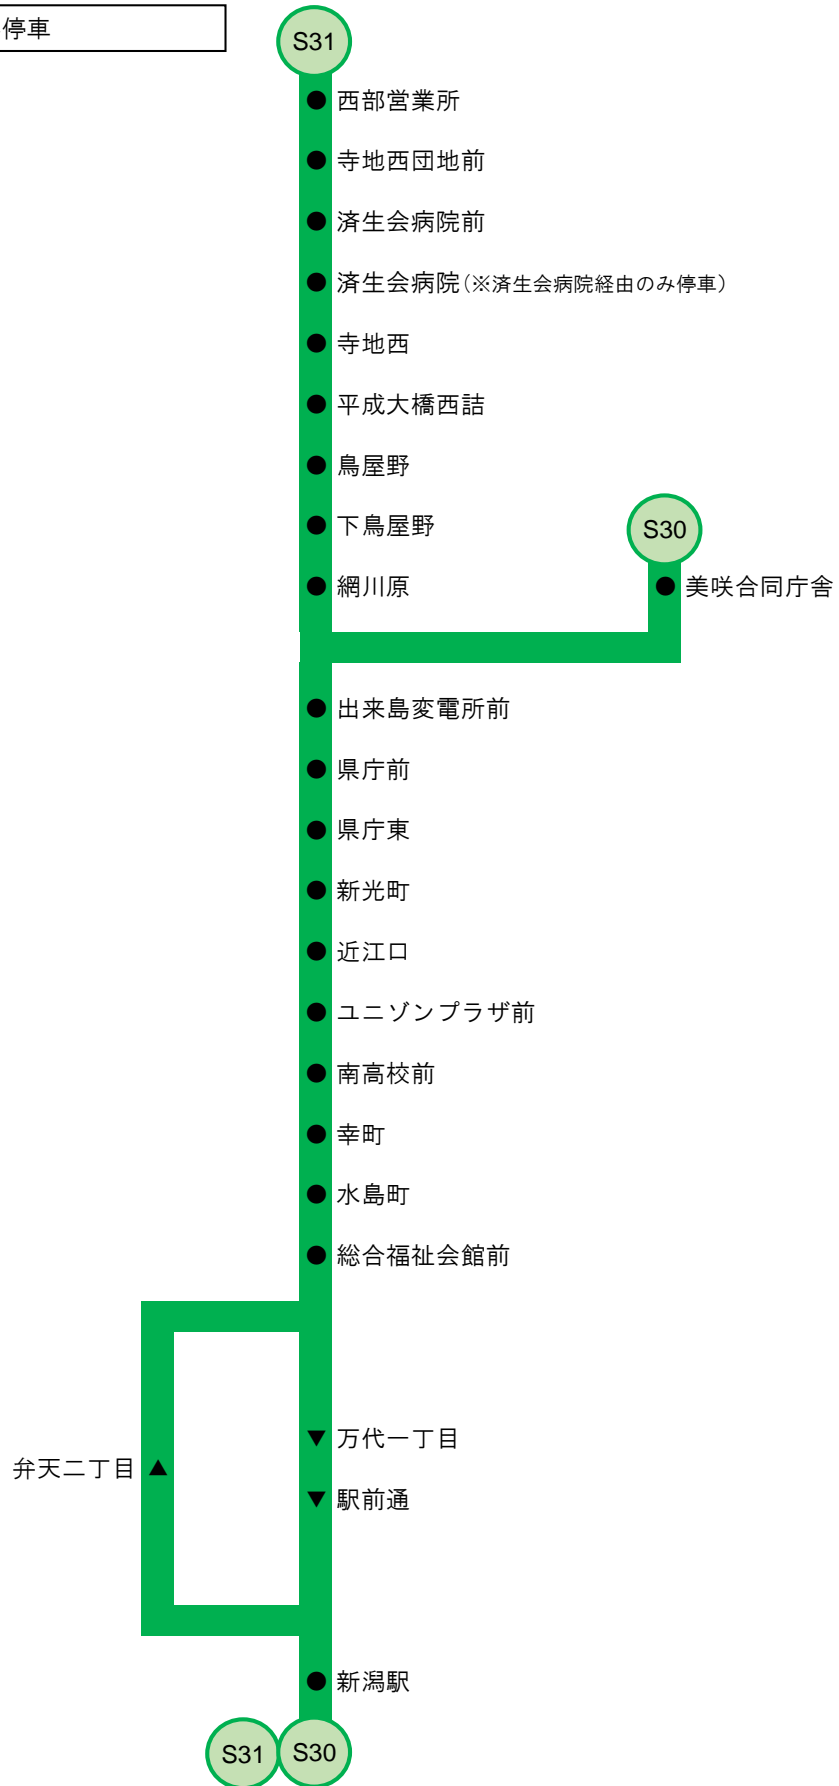 停車
S31
西部営業所
寺地西団地前
済生会病院前
済生会病院(※済生会病院経由のみ停車)
寺地西
平成大橋西詰
鳥屋野
下鳥屋野
S30
網川原
美咲合同庁舎
出来島変電所前
県庁前
県庁東
新光町
近江口
ユニゾンプラザ前
南高校前
幸町
水島町
総合福祉会館前
万代一丁目
弁天二丁目
駅前通
新潟駅
S31 S30